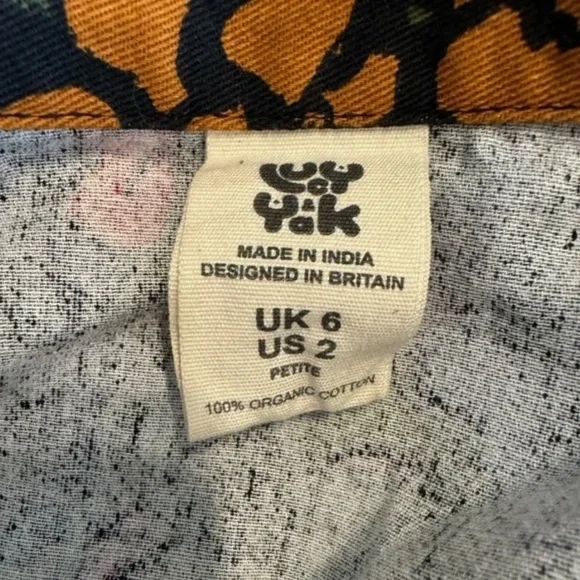 Lucy
&
Yak
MADE IN INDIA
DESIGNED IN BRITAIN
UK 6
US 2
PETITE
100% ORGANIC COTTON